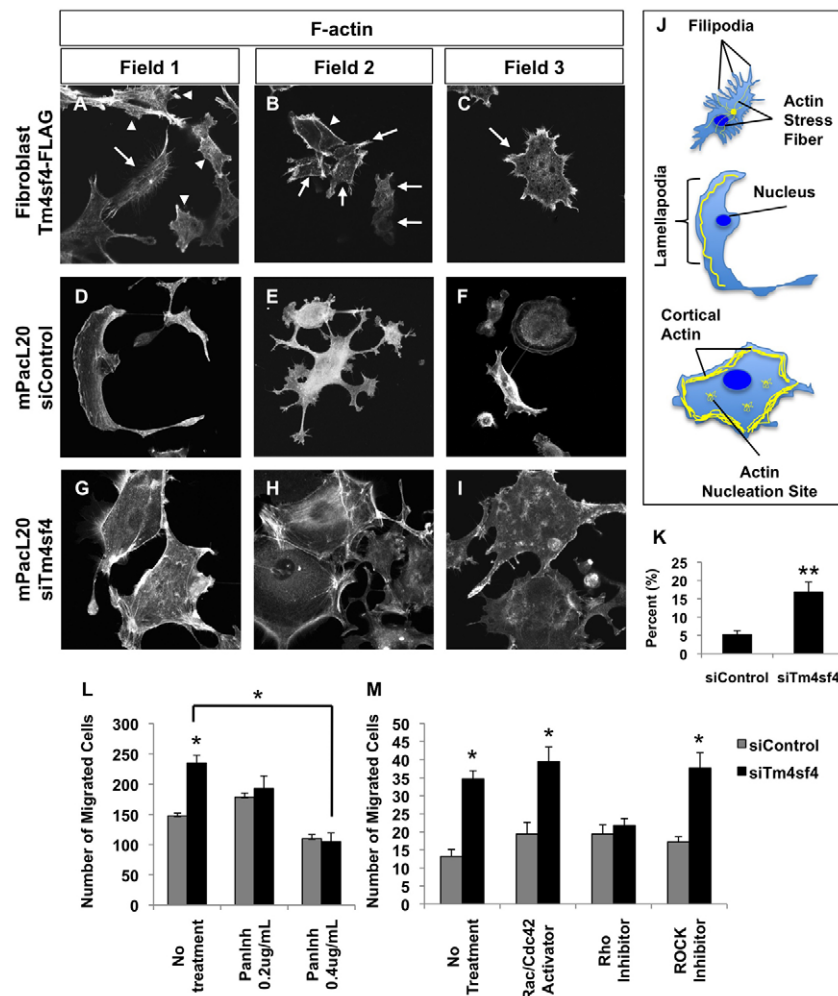 F-actin
Field 1
Field 2
Field 3
Fibroblast
Tm4sf4-FLAG
A
B
C
mPacL20
siControl
D
E
F
mPacL20
siTm4sf4
G
H
I
J
Filipodia
Actin
Stress
Fiber
Lamellapodia
Nucleus
Cortical
Actin
Actin
Nucleation Site
K
Percent (%)
25
20
15
10
5
0
**
siControl
siTm4sf4
L
Number of Migrated Cells
300
250
200
150
100
50
0
*
*
No
treatment
PanInh
0.2ug/mL
PanInh
0.4ug/mL
M
Number of Migrated Cells
50
45
40
35
30
25
20
15
10
5
0
*
*
*
No
Treatment
Rac/Cdc42
Activator
Rho
Inhibitor
ROCK
Inhibitor
siControl
siTm4sf4